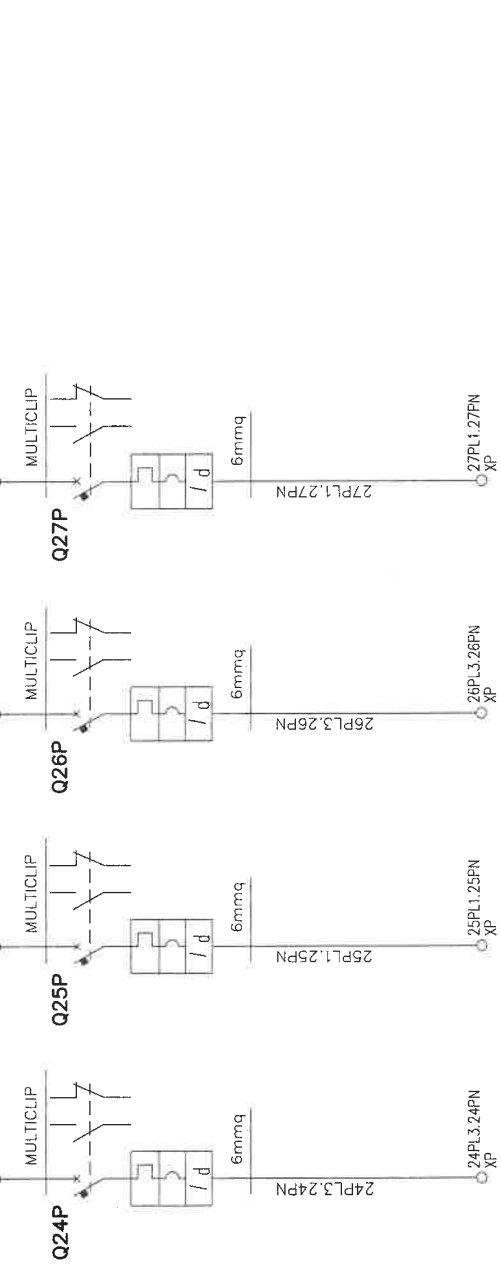 MULTICLIP
Q27P
I d
6mmq
27PL1.27PN
27PL1.27PN
XP
MULTICLIP
Q26P
I d
6mmq
26PL3.26PN
26PL3.26PN
XP
MULTICLIP
Q25P
I d
6mmq
25PL1.25PN
25PL1.25PN
XP
MULTICLIP
Q24P
I d
6mmq
24PL3.24PN
24PL3.24PN
XP